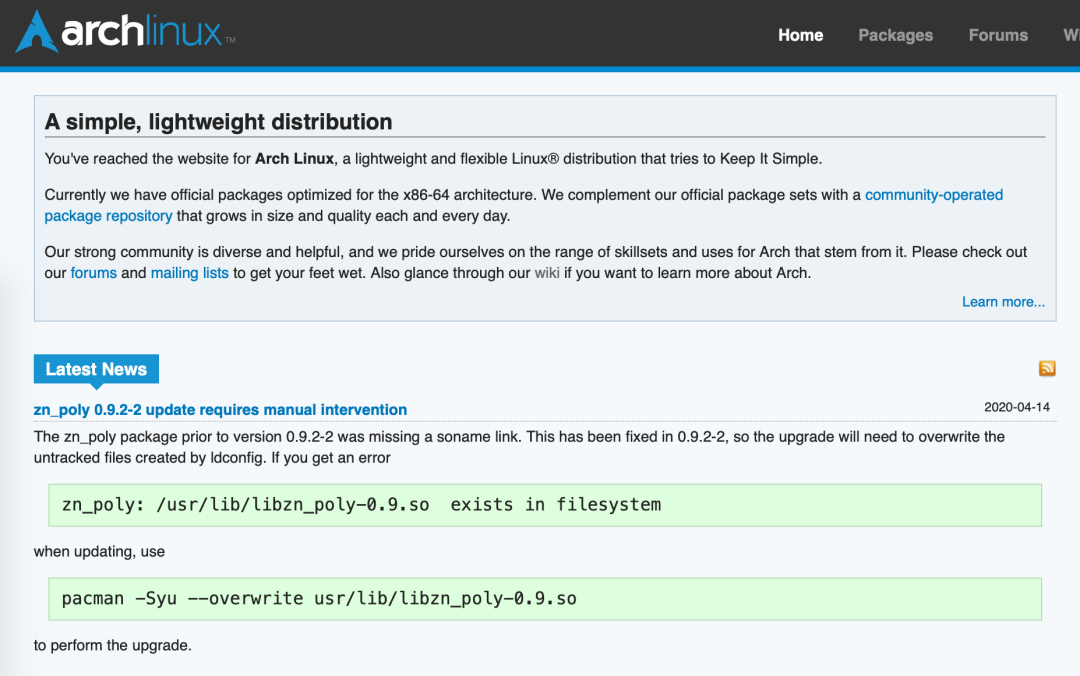 archlinux™
Home Packages Forums
A simple, lightweight distribution
You've reached the website for Arch Linux, a lightweight and flexible Linux® distribution that tries to Keep It Simple.
Currently we have official packages optimized for the x86-64 architecture. We complement our official package sets with a community-operated
package repository that grows in size and quality each and every day.
Our strong community is diverse and helpful, and we pride ourselves on the range of skillsets and uses for Arch that stem from it. Please check out
our forums and mailing lists to get your feet wet. Also glance through our wiki if you want to learn more about Arch.
Learn more...
Latest News
zn_poly 0.9.2-2 update requires manual intervention 2020-04-14
The zn_poly package prior to version 0.9.2-2 was missing a soname link. This has been fixed in 0.9.2-2, so the upgrade will need to overwrite the
untracked files created by ldconfig. If you get an error
zn_poly: /usr/lib/libzn_poly-0.9.so  exists in filesystem
when updating, use
pacman -Syu --overwrite usr/lib/libzn_poly-0.9.so
to perform the upgrade.